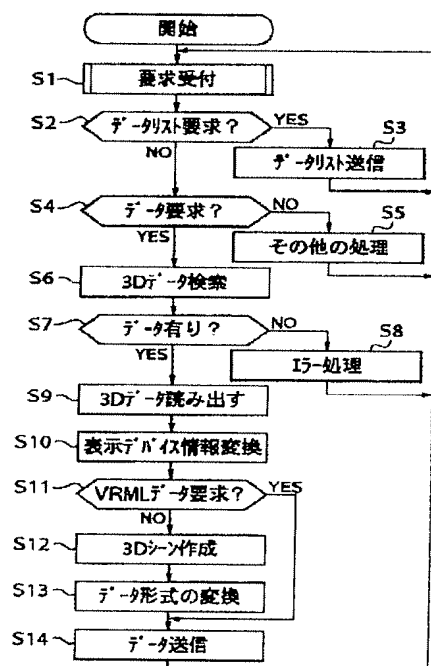 開始
S1
要求受付
S2
データリスト要求？
YES
S3
NO
データリスト送信
S4
データ要求？
NO
S5
YES
その他の処理
S6
3Dデータ検索
S7
データ有り？
NO
S8
YES
エラー処理
S9
3Dデータ読み出す
S10
表示デバイス情報変換
S11
VRMLデータ要求？
YES
NO
S12
3Dシーン作成
S13
データ形式の変換
S14
データ送信